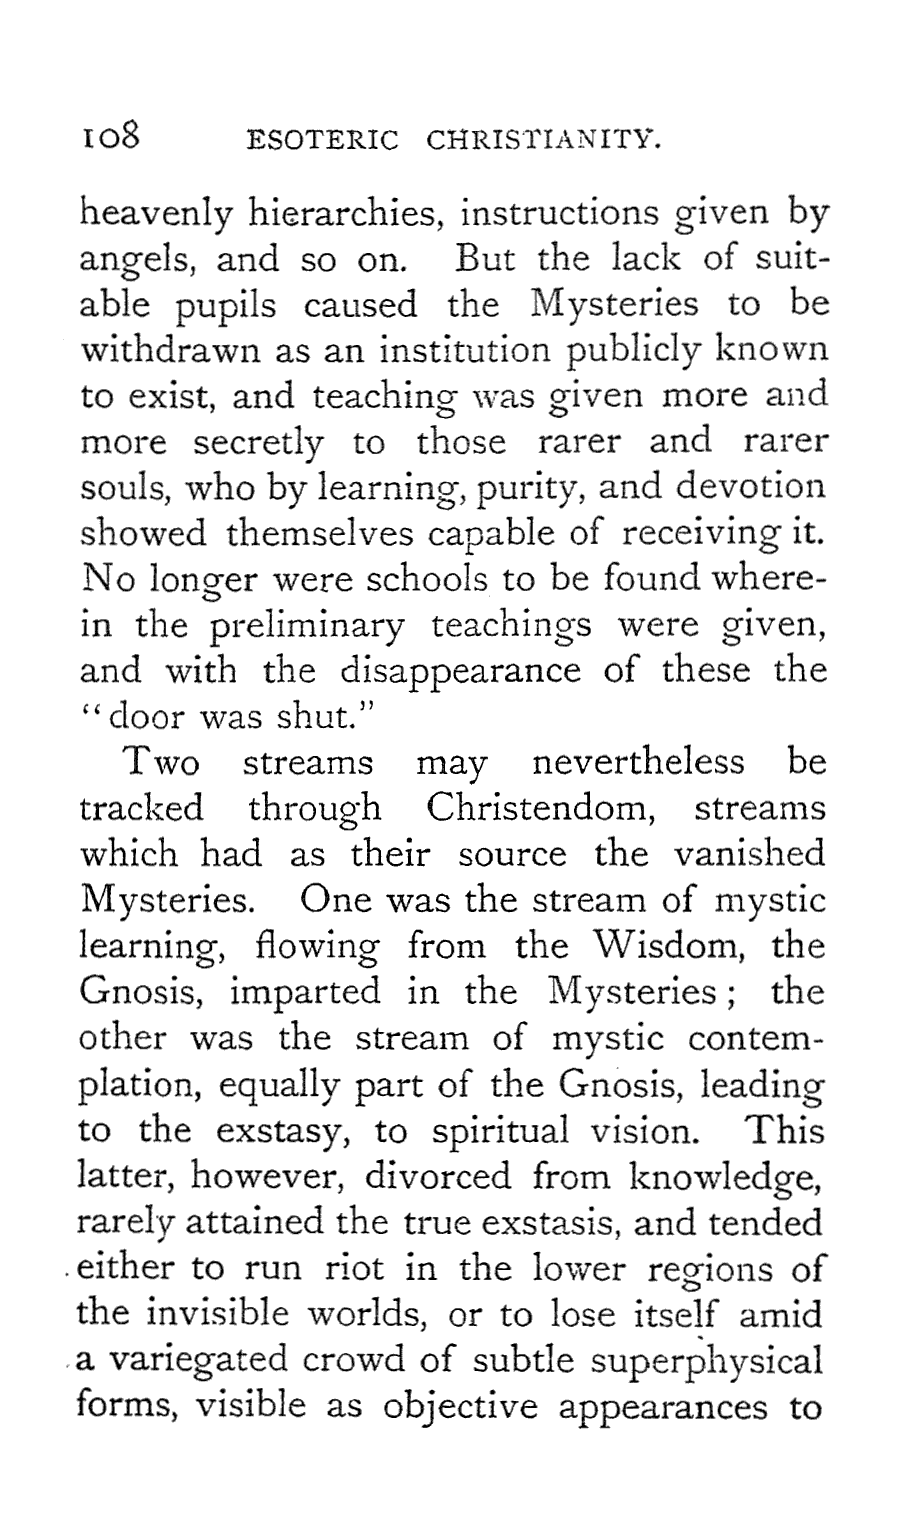 108 ESOTERIC CHRISTIANITY.
heavenly hierarchies, instructions given by
angels, and so on. But the lack of suit-
able pupils caused the Mysteries to be
withdrawn as an institution publicly known
to exist, and teaching was given more and
more secretly to those rarer and rarer
souls, who by learning, purity, and devotion
showed themselves capable of receiving it.
No longer were schools to be found where-
in the preliminary teachings were given,
and with the disappearance of these the
“door was shut.”
Two streams may nevertheless be
tracked through Christendom, streams
which had as their source the vanished
Mysteries. One was the stream of mystic
learning, flowing from the Wisdom, the
Gnosis, imparted in the Mysteries; the
other was the stream of mystic contem-
plation, equally part of the Gnosis, leading
to the exstasy, to spiritual vision. This
latter, however, divorced from knowledge,
rarely attained the true exstasis, and tended
either to run riot in the lower regions of
the invisible worlds, or to lose itself amid
a variegated crowd of subtle superphysical
forms, visible as objective appearances to